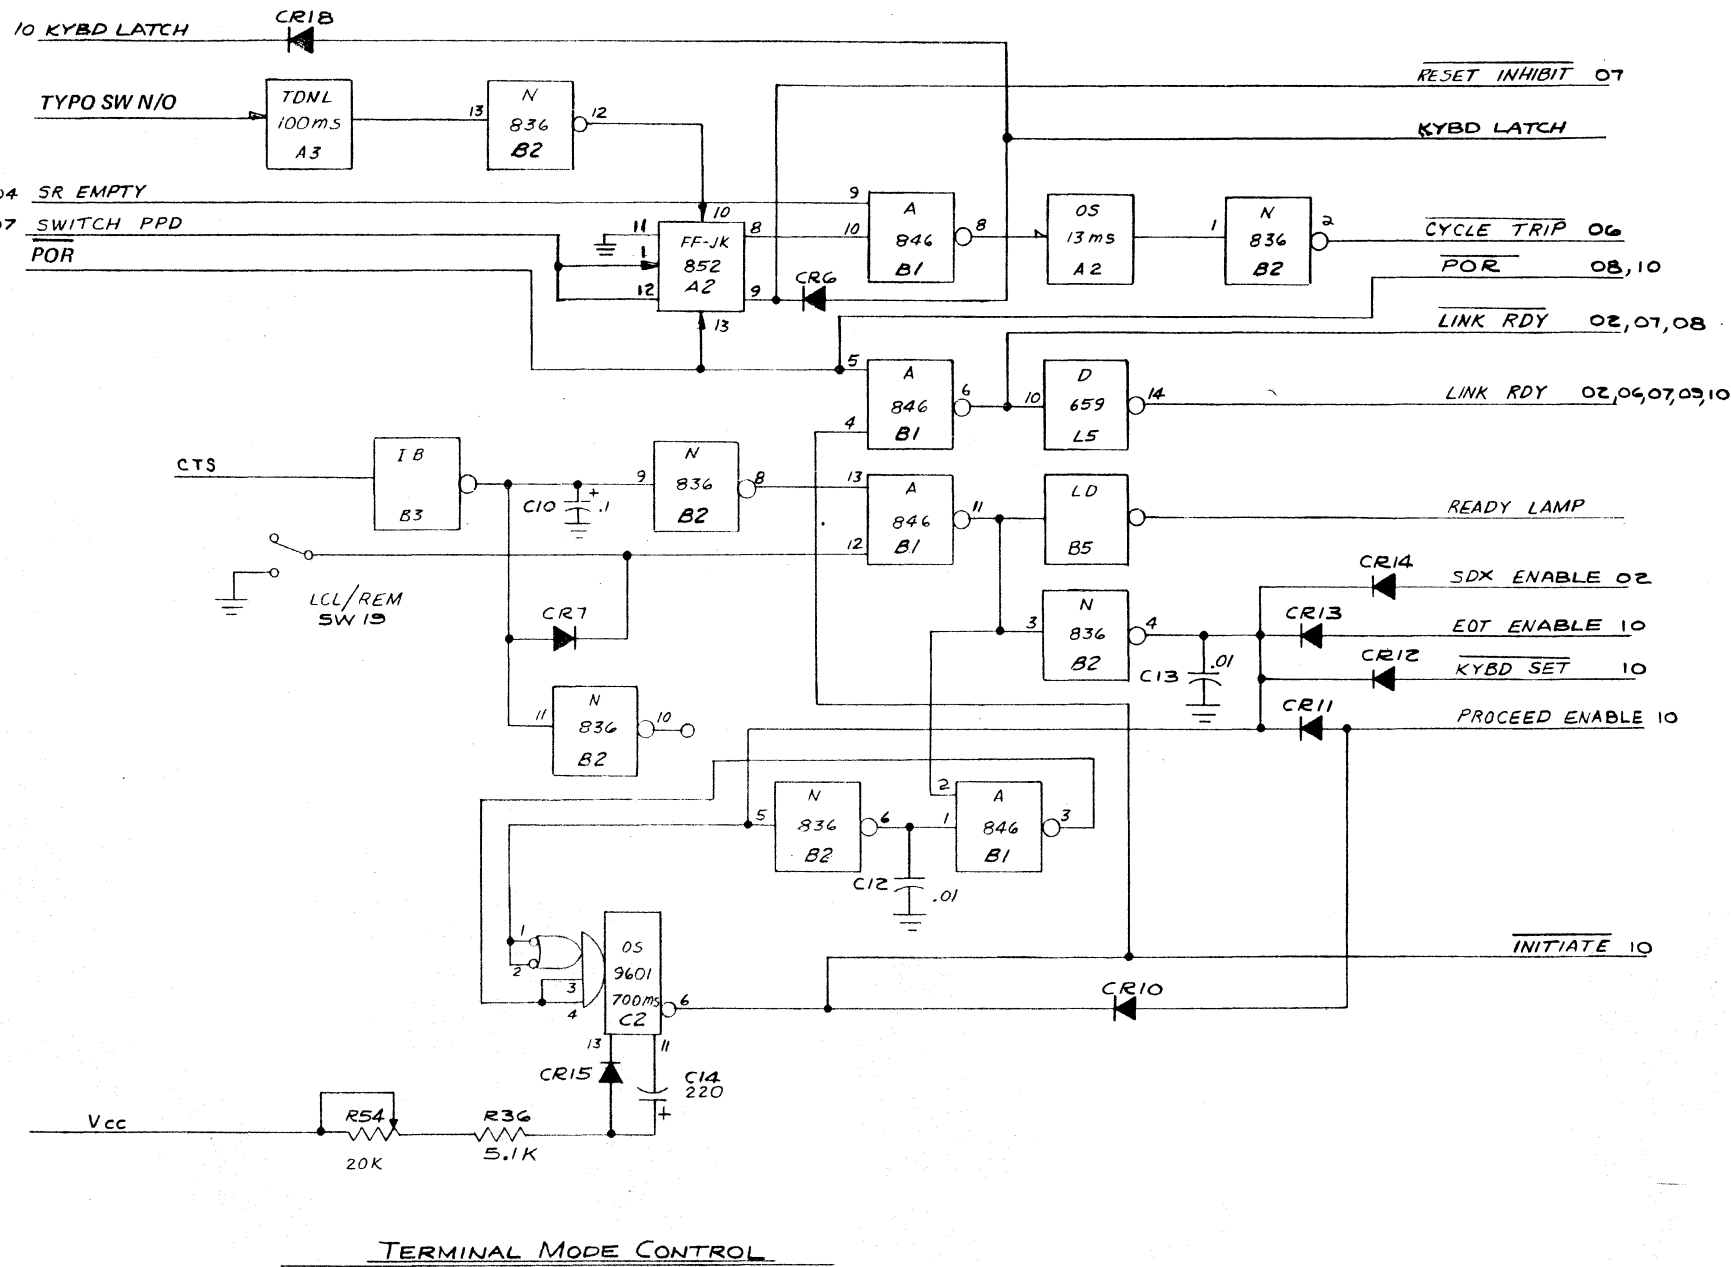 CR18
10 KYBD LATCH
RESET INHIBIT 07
TYPO SW N/O
TDNL
100ms
A3
13
N
836
B2
12
KYBD LATCH
04 SR EMPTY
07 SWITCH PPD
POR
11
1
12
10
FF-JK
852
A2
8
9
13
CR6
9
10
A
846
B1
8
OS
13ms
A2
1
N
836
B2
2
CYCLE TRIP 06
POR 08,10
LINK RDY 02,07,08
5
4
A
846
B1
6
10
D
659
L5
14
LINK RDY 02,06,07,09,10
CTS
IB
B3
C10
+
.1
9
N
836
B2
8
13
12
A
846
B1
11
LD
B5
READY LAMP
LCL/REM
SW 19
CR7
3
N
836
B2
4
C13
.01
CR14
SDX ENABLE 02
CR13
EOT ENABLE 10
CR12
KYBD SET 10
CR11
PROCEED ENABLE 10
11
N
836
B2
10
5
N
836
B2
6
C12
.01
2
1
A
846
B1
3
1
2
3
4
OS
9601
700ms
C2
6
13
11
INITIATE 10
CR10
CR15
C14
220
+
Vcc
R54
20K
R36
5.1K
TERMINAL MODE CONTROL